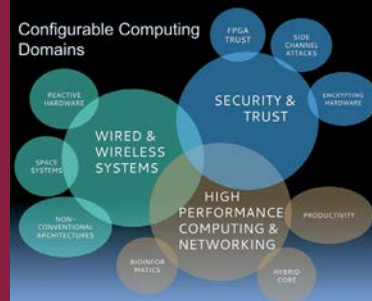 Configurable Computing
Domains
FPGA
TRUST
SIDE
CHANNEL
ATTACKS
ENCRYPTING
HARDWARE
SECURITY &
TRUST
REACTIVE
HARDWARE
WIRED &
WIRELESS
SYSTEMS
SPACE
SYSTEMS
NON-
CONVENTIONAL
ARCHITECTURES
HIGH
PERFORMANCE
COMPUTING &
NETWORKING
PRODUCTIVITY
BIOINFOR
MATICS
HYBRID
CORE